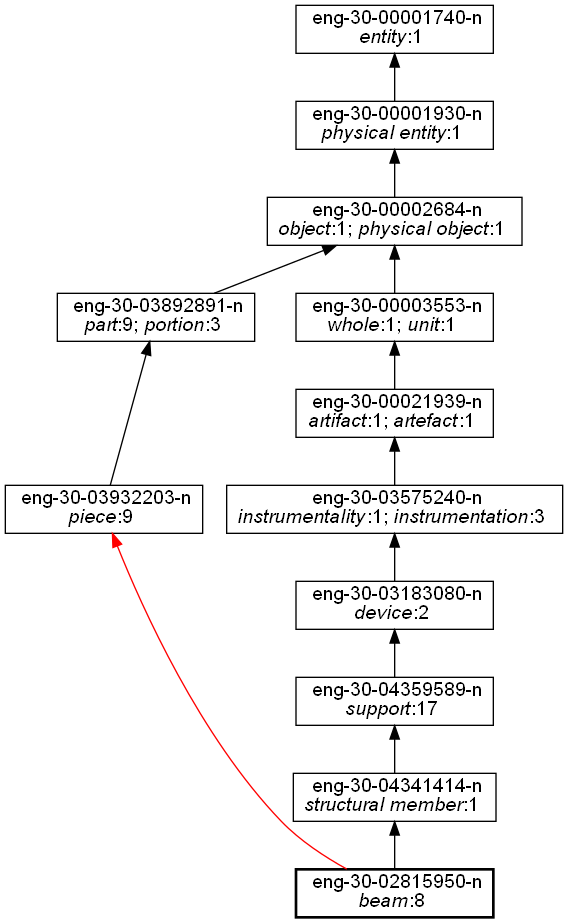 eng-30-00001740-n
entity:1
eng-30-00001930-n
physical entity:1
eng-30-00002684-n
object:1; physical object:1
eng-30-03892891-n
part:9; portion:3
eng-30-00003553-n
whole:1; unit:1
eng-30-00021939-n
artifact:1; artefact:1
eng-30-03932203-n
piece:9
eng-30-03575240-n
instrumentality:1; instrumentation:3
eng-30-03183080-n
device:2
eng-30-04359589-n
support:17
eng-30-04341414-n
structural member:1
eng-30-02815950-n
beam:8